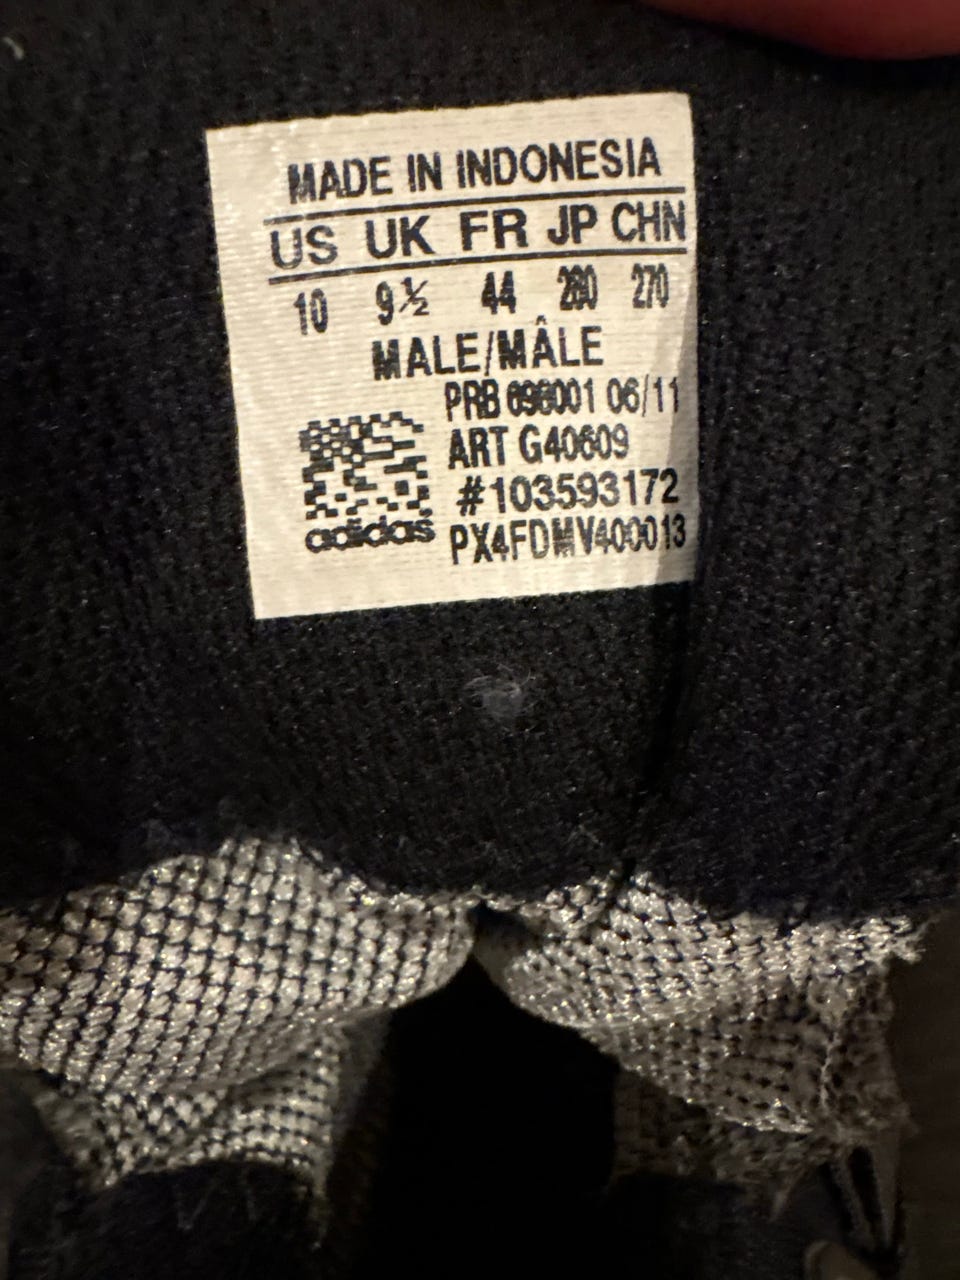 MADE IN INDONESIA
US UK FR JP CHN
10 9½ 44 280 270
MALE/MÂLE
PRB 696001 06/11
ART G40609
#103593172
adidas PX4FDMV400013